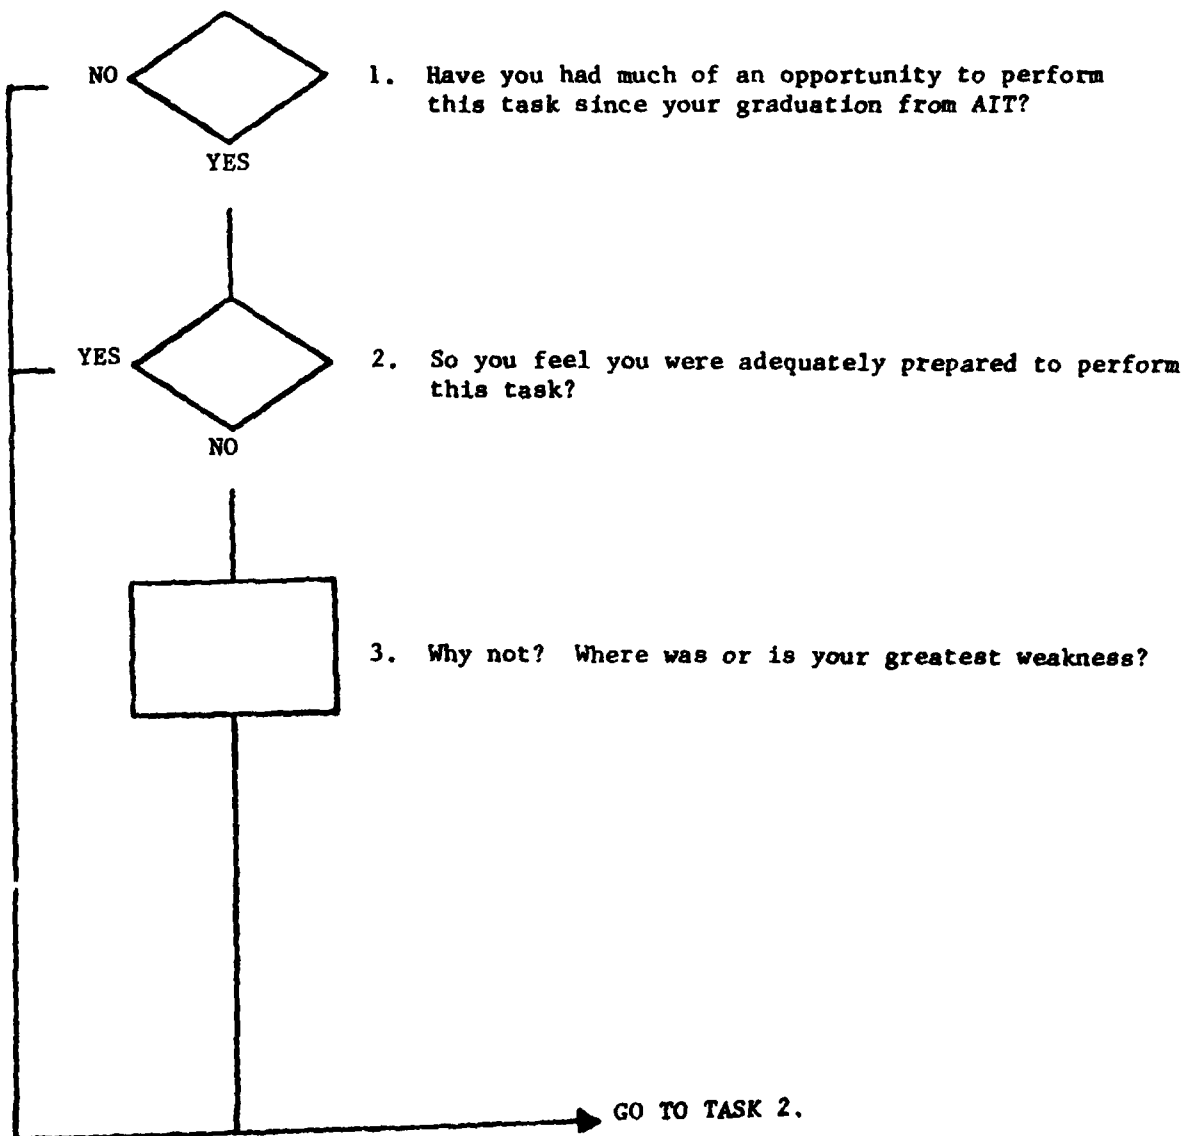 NO
1. Have you had much of an opportunity to perform
this task since your graduation from AIT?
YES
YES
2. So you feel you were adequately prepared to perform
this task?
NO
3. Why not? Where was or is your greatest weakness?
GO TO TASK 2.